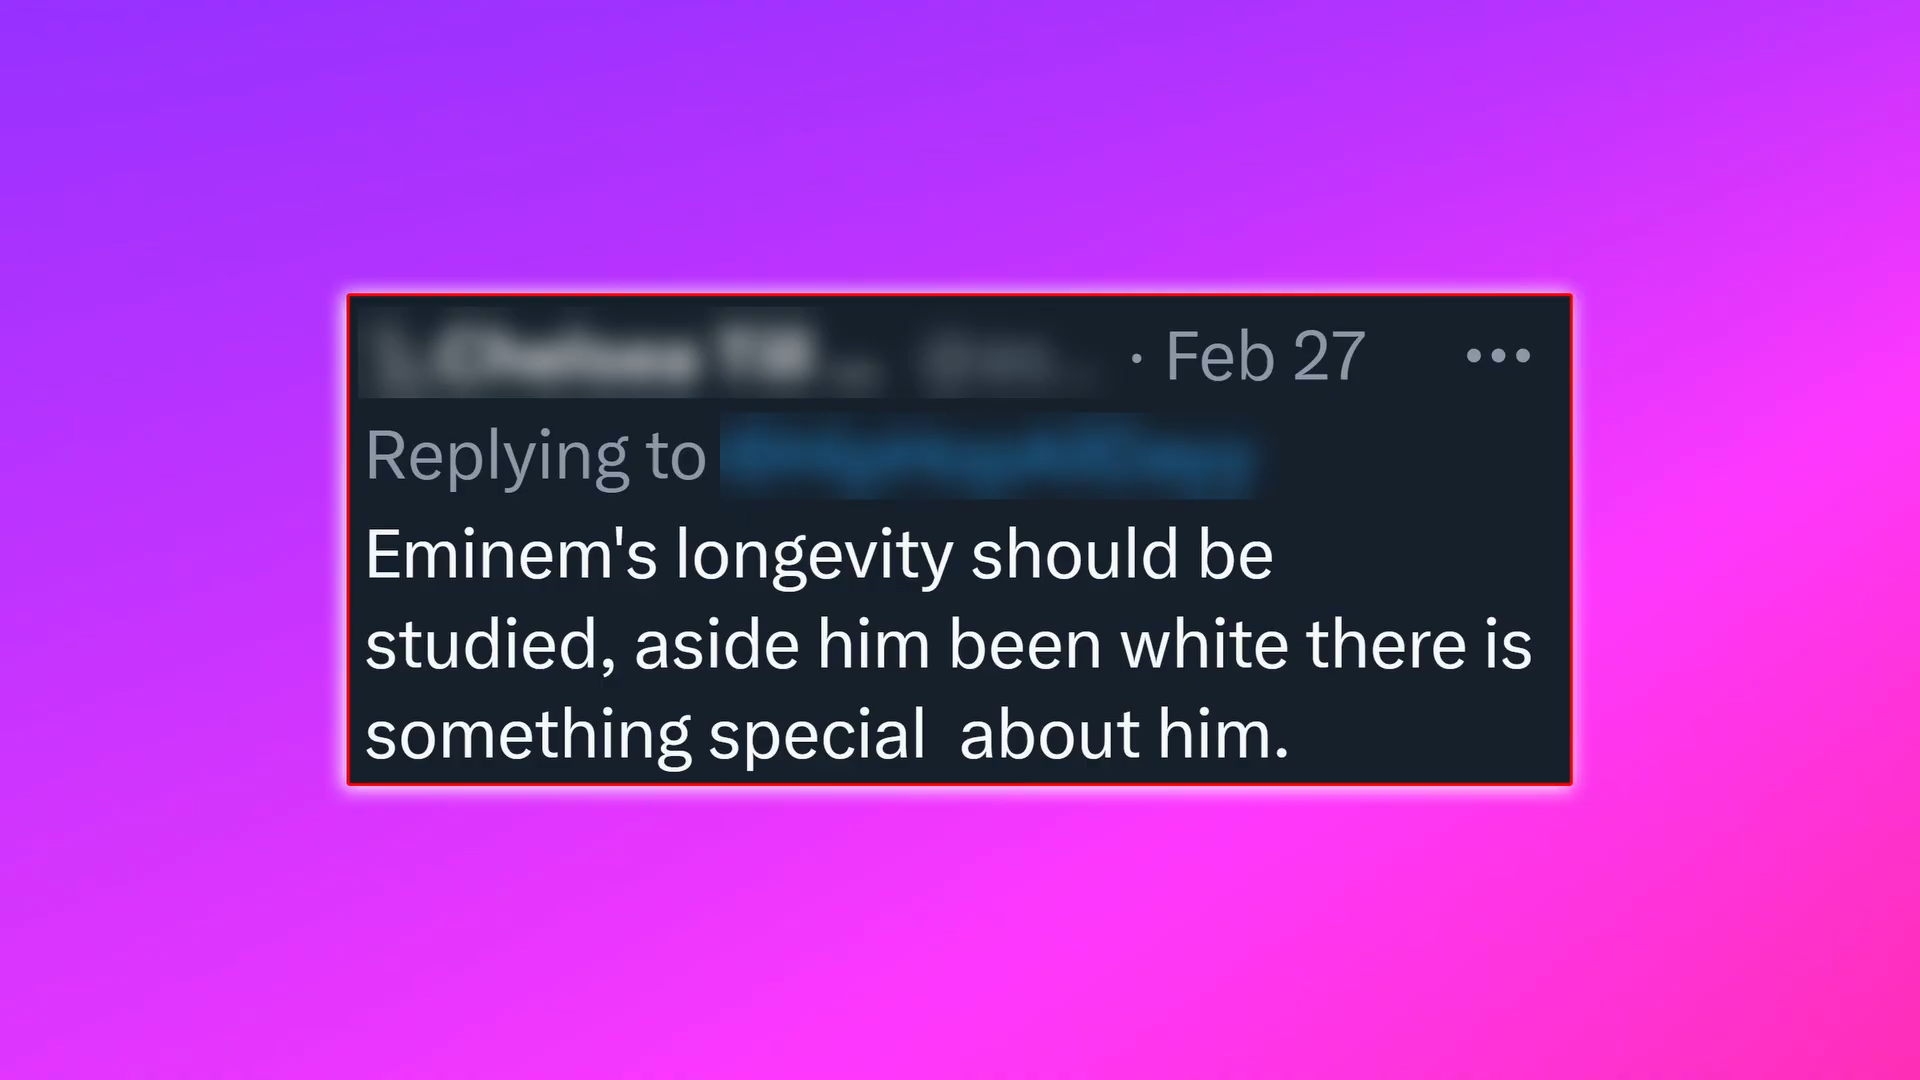 · Feb 27 •••
Replying to
Eminem's longevity should be
studied, aside him been white there is
something special  about him.